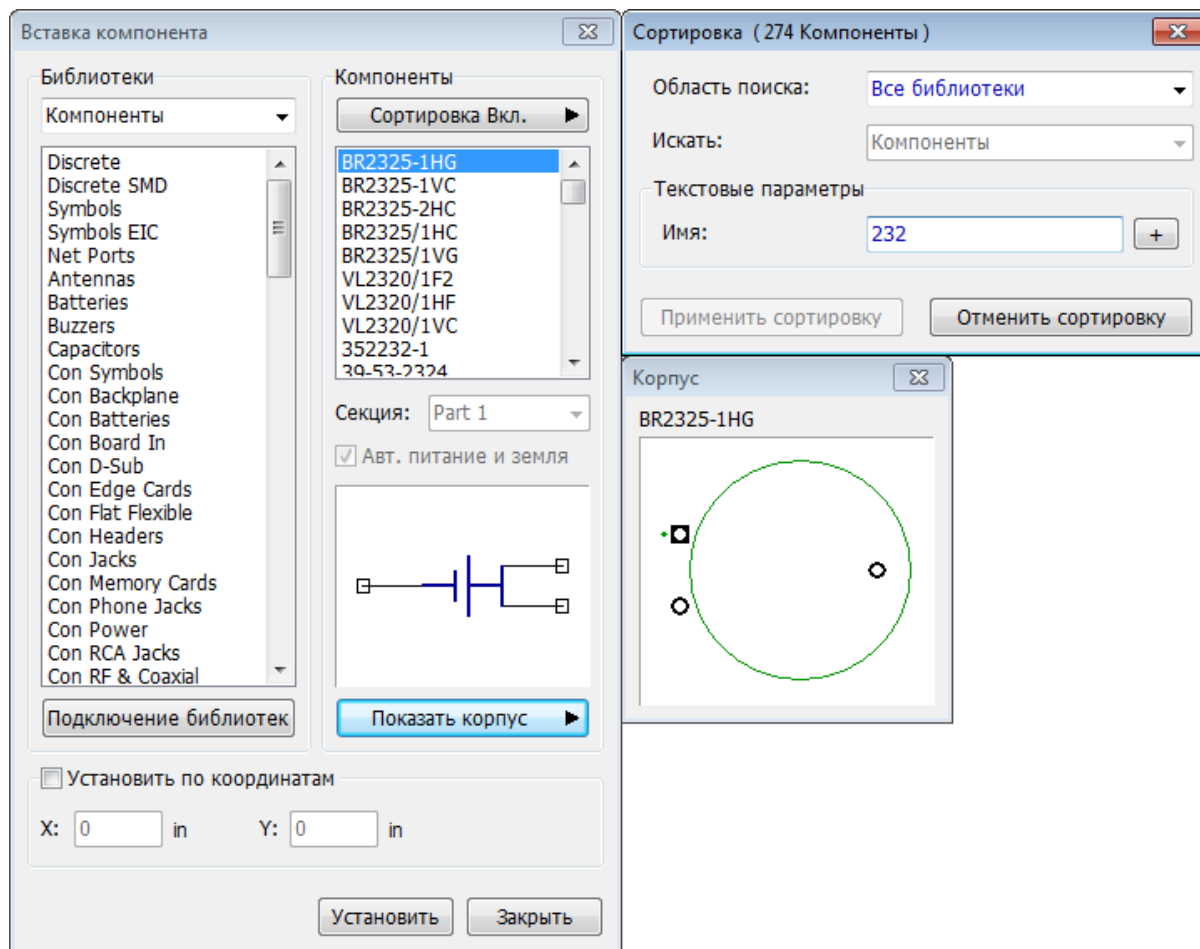 Вставка компонента
Библиотеки
Компоненты
Discrete
Discrete SMD
Symbols
Symbols EIC
Net Ports
Antennas
Batteries
Buzzers
Capacitors
Con Symbols
Con Backplane
Con Batteries
Con Board In
Con D-Sub
Con Edge Cards
Con Flat Flexible
Con Headers
Con Jacks
Con Memory Cards
Con Phone Jacks
Con Power
Con RCA Jacks
Con RF & Coaxial
Подключение библиотек
Компоненты
Сортировка Вкл.
BR2325-1HG
BR2325-1VC
BR2325-2HC
BR2325/1HC
BR2325/1VG
VL2320/1F2
VL2320/1HF
VL2320/1VC
352232-1
39-53-2324
Секция: Part 1
Авт. питание и земля
Показать корпус
Установить по координатам
X: 0 in Y: 0 in
Установить Закрыть
Сортировка ( 274 Компоненты )
Область поиска: Все библиотеки
Искать: Компоненты
Текстовые параметры
Имя: 232 +
Применить сортировку Отменить сортировку
Корпус
BR2325-1HG